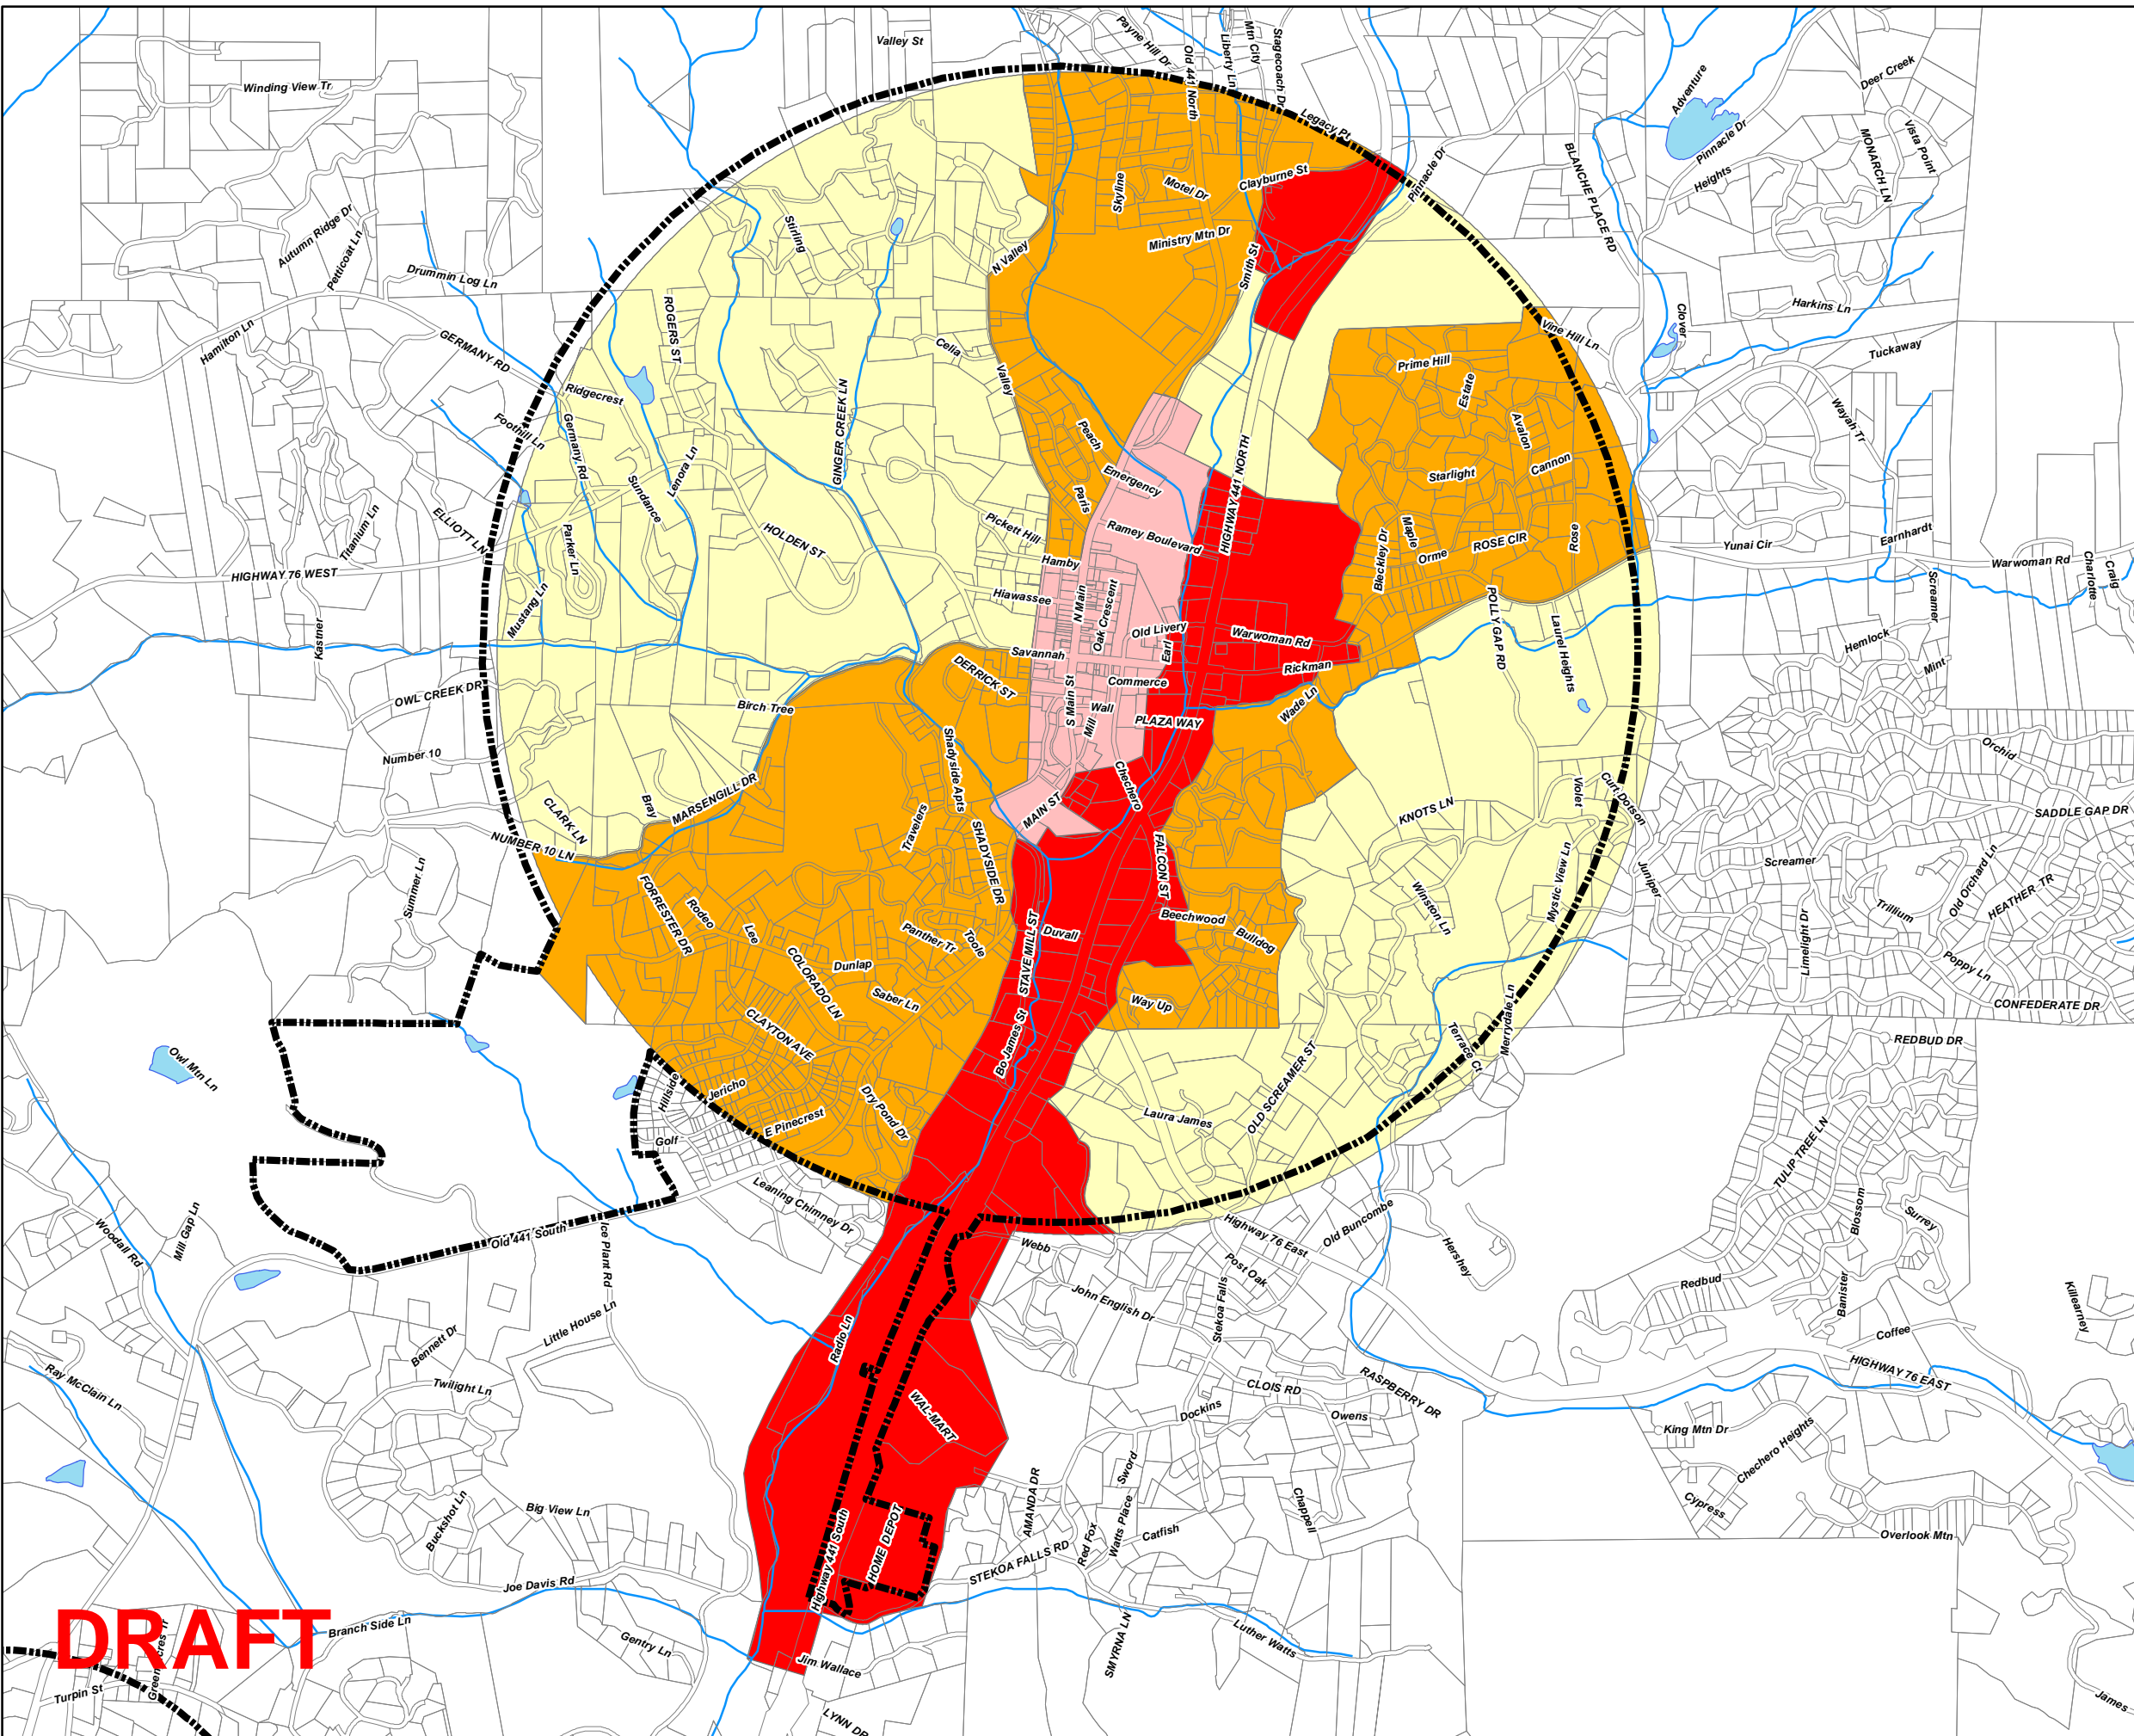 Valley St
Payne Hill Dr
Old 441 North
Liberty Ln
Mtn City
Stagecoach Dr
Legacy Pt
Winding View Tr
Adventure
Deer Creek
Pinnacle Dr
MONARCH LN
Vista Point
Heights
BLANCHE PLACE RD
Pinnacle Dr
Clayburne St
Skyline
Motel Dr
Ministry Mtn Dr
Smith St
N Valley
Stirling
Autumn Ridge Dr
Petticoat Ln
Drummin Log Ln
Hamilton Ln
GERMANY RD
ROGERS ST
Celia
Valley
Harkins Ln
Clover
Vine Hill Ln
Tuckaway
Prime Hill
Estate
Avalon
Cannon
Starlight
Wayah Tr
Ridgecrest
Foothill Ln
Germany Rd
Lenora Ln
Sundance
GINGER CREEK LN
Peach
Emergency
Paris
HIGHWAY 441 NORTH
Ramey Boulevard
Pickett Hill
Hamby
HOLDEN ST
Titanium Ln
ELLIOTT LN
Parker Ln
HIGHWAY 76 WEST
Mustang Ln
Kastner
Hiawassee
N Main
Oak Crescent
Old Livery
Earl
Warwoman Rd
Rickman
Bleckley Dr
Maple
Orme
ROSE CIR
Rose
Yunai Cir
Earnhardt
Warwoman Rd
Charlotte
Craig
Screamer
Hemlock
Mint
POLLY GAP RD
Laurel Heights
Savannah
DERRICK ST
Commerce
S Main St
Wall
Mill
PLAZA WAY
Wade Ln
OWL CREEK DR
Number 10
Birch Tree
Shadyside Apts
Chechero
MAIN ST
Orchid
SADDLE GAP DR
Violet
Curt Dotson
KNOTS LN
CLARK LN
Bray
MARSENGILL DR
NUMBER 10 LN
Travelers
SHADYSIDE DR
FALCON ST
Screamer
Juniper
Old Orchard Ln
HEATHER TR
Trillium
Limelight Dr
Poppy Ln
CONFEDERATE DR
Mystic View Ln
Winston Ln
Summer Ln
FORRESTER DR
Rodeo
Lee
COLORADO LN
Panther Tr
Toole
Dunlap
Saber Ln
STAVE MILL ST
Duvall
Beechwood
Bulldog
Way Up
Bo James St
CLAYTON AVE
Merrydale Ln
Terrace Ct
REDBUD DR
Owl Mtn Ln
Hillside
Jericho
E Pinecrest
Dry Pond Dr
Golf
Laura James
OLD SCREAMER ST
TULIP TREE LN
Blossom
Surrey
Leaning Chimney Dr
Old 441 South
Ice Plant Rd
Woodall Rd
Mill Gap Ln
Webb
Highway 76 East
Old Buncombe
Hershey
Post Oak
John English Dr
Stekoa Falls
Redbud
Banister
Coffee
Killearney
HIGHWAY 76 EAST
Little House Ln
Bennett Dr
Twilight Ln
Ray McClain Ln
Radio Ln
WAL-MART
CLOIS RD
RASPBERRY DR
Dockins
Owens
King Mtn Dr
Chechero Heights
Cypress
Overlook Mtn
Buckshot Ln
Big View Ln
Highway 441 South
HOME DEPOT
AMANDA DR
Sword
Watts Place
Red Fox
Catfish
Chappell
STEKOA FALLS RD
Joe Davis Rd
DRAFT
Branch Side Ln
Gentry Ln
Jim Wallace
SMYRNA LN
Luther Watts
Turpin St
LYNN DR
James